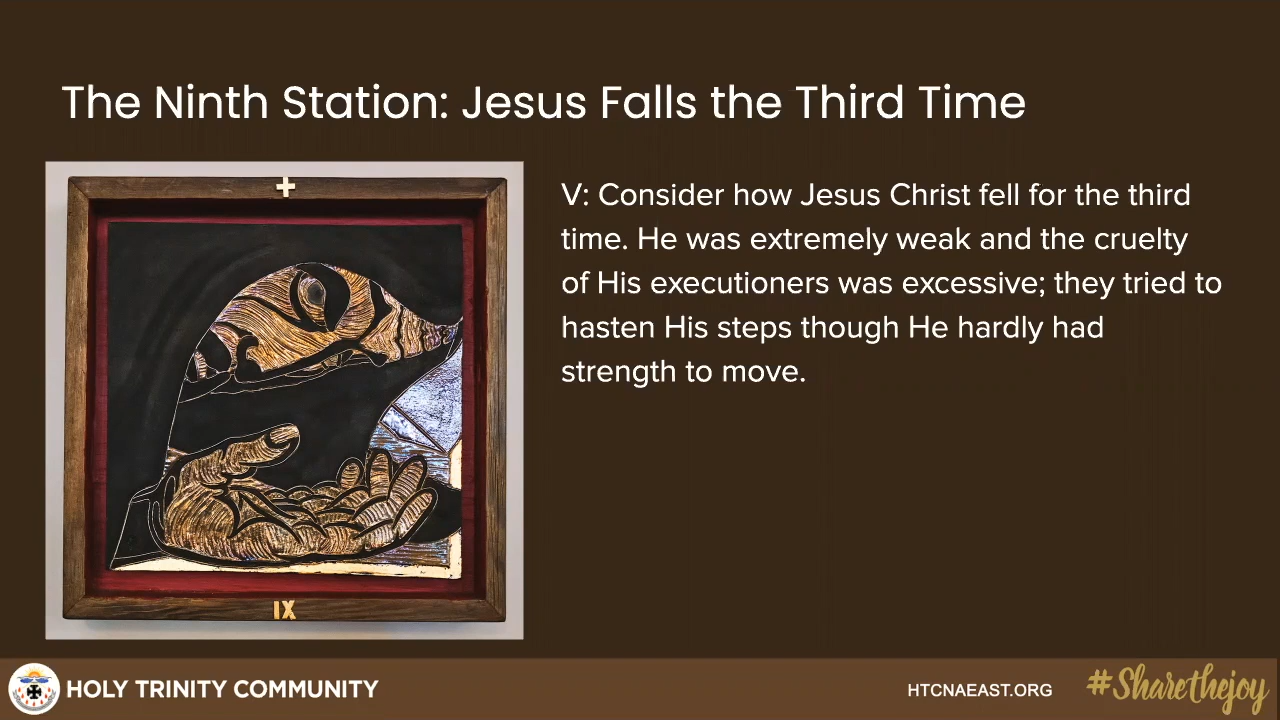 The Ninth Station: Jesus Falls the Third Time
V: Consider how Jesus Christ fell for the third
time. He was extremely weak and the cruelty
of His executioners was excessive; they tried to
hasten His steps though He hardly had
strength to move.
IX
HOLY TRINITY COMMUNITY
HTCNAEAST.ORG
#Sharethejoy